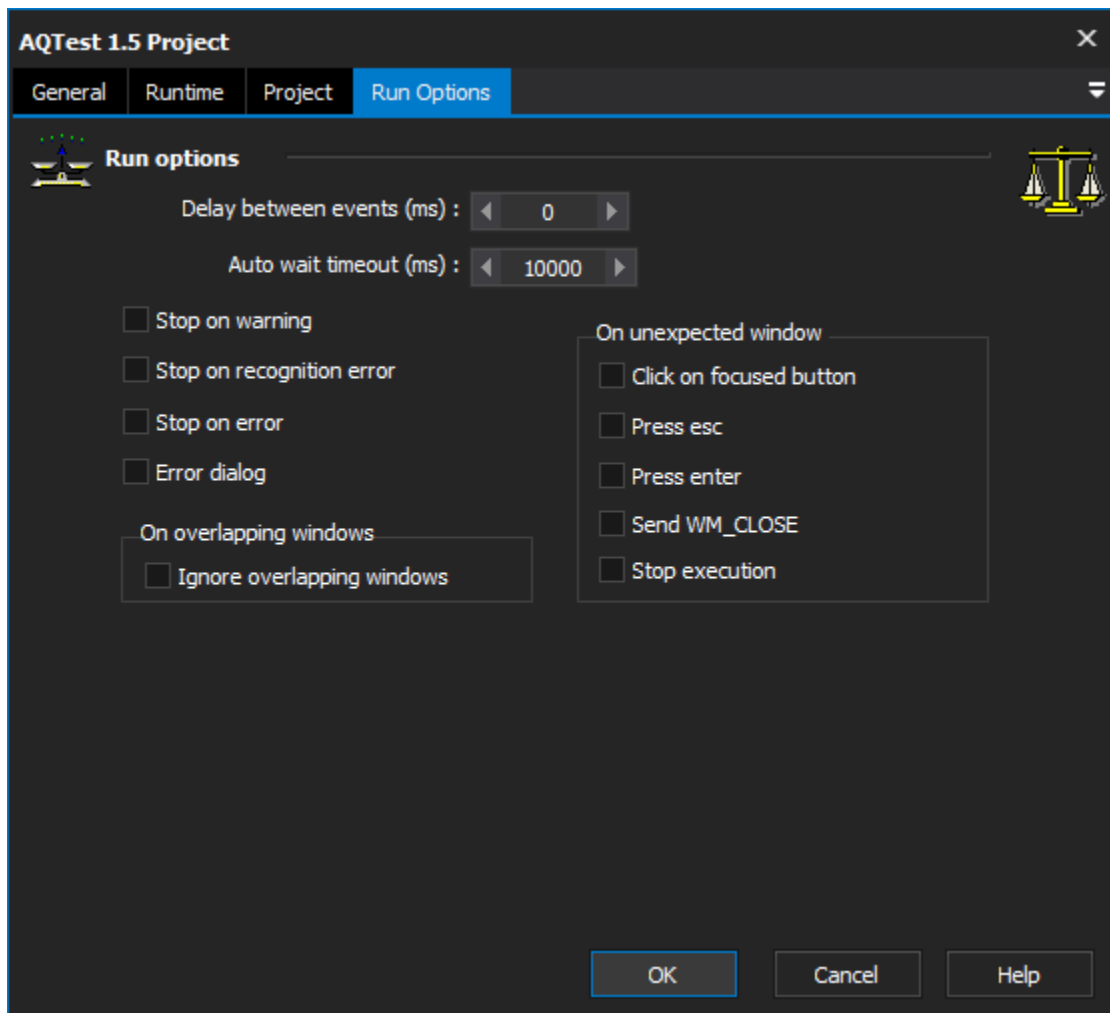 AQTest 1.5 Project
General Runtime Project Run Options
Run options
Delay between events (ms) : 0
Auto wait timeout (ms) : 10000
Stop on warning
Stop on recognition error
Stop on error
Error dialog
On overlapping windows
Ignore overlapping windows
On unexpected window
Click on focused button
Press esc
Press enter
Send WM_CLOSE
Stop execution
OK Cancel Help